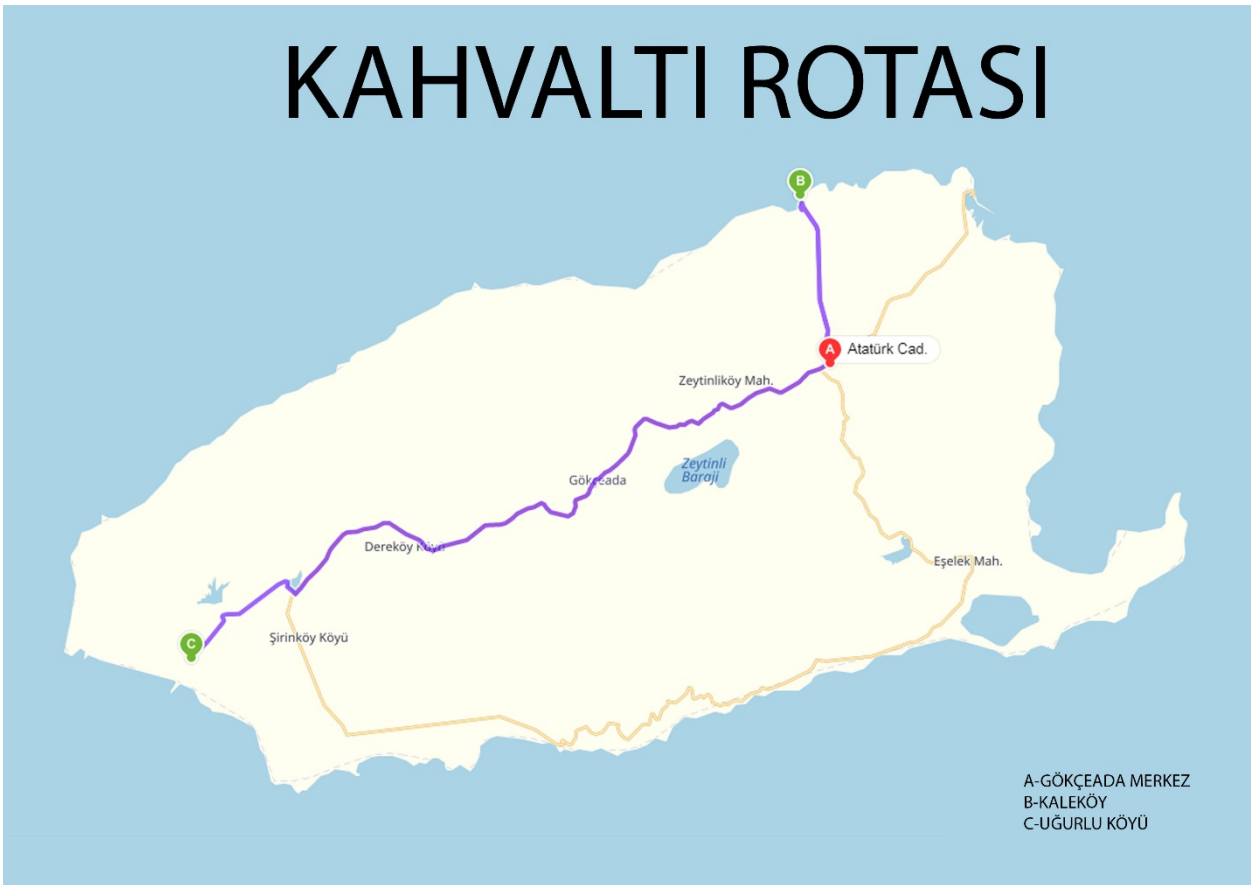 KAHVALTI ROTASI
B
A
Atatürk Cad.
Zeytinliköy Mah.
Zeytinli
Baraji
Gökçeada
Dereköy Köyü
Eşelek Mah.
C
Şirinköy Köyü
A-GÖKÇEADA MERKEZ
B-KALEKÖY
C-UĞURLU KÖYÜ